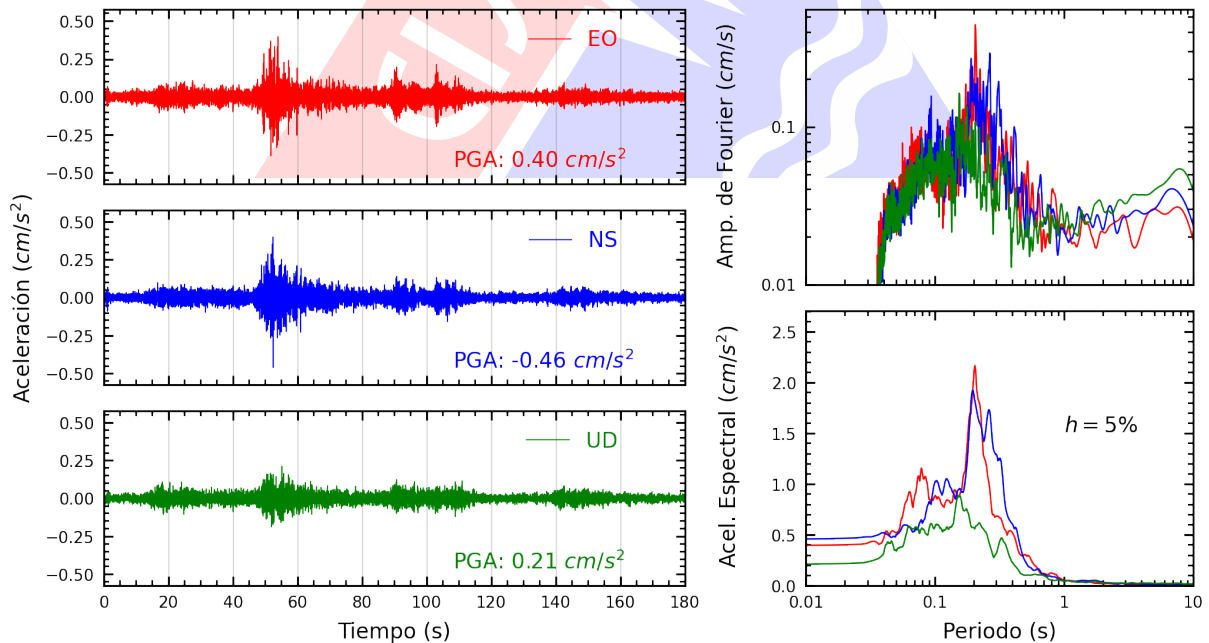 Aceleración (cm/s²)
0.50
0.25
0.00
−0.25
−0.50
EO
PGA: 0.40 cm/s²
0.50
0.25
0.00
−0.25
−0.50
NS
PGA: -0.46 cm/s²
0.50
0.25
0.00
−0.25
−0.50
UD
PGA: 0.21 cm/s²
0 20 40 60 80 100 120 140 160 180
Tiempo (s)
Amp. de Fourier (cm/s)
0.1
0.01
Acel. Espectral (cm/s²)
2.5
2.0
1.5
1.0
0.5
0.0
h = 5%
0.01 0.1 1 10
Periodo (s)